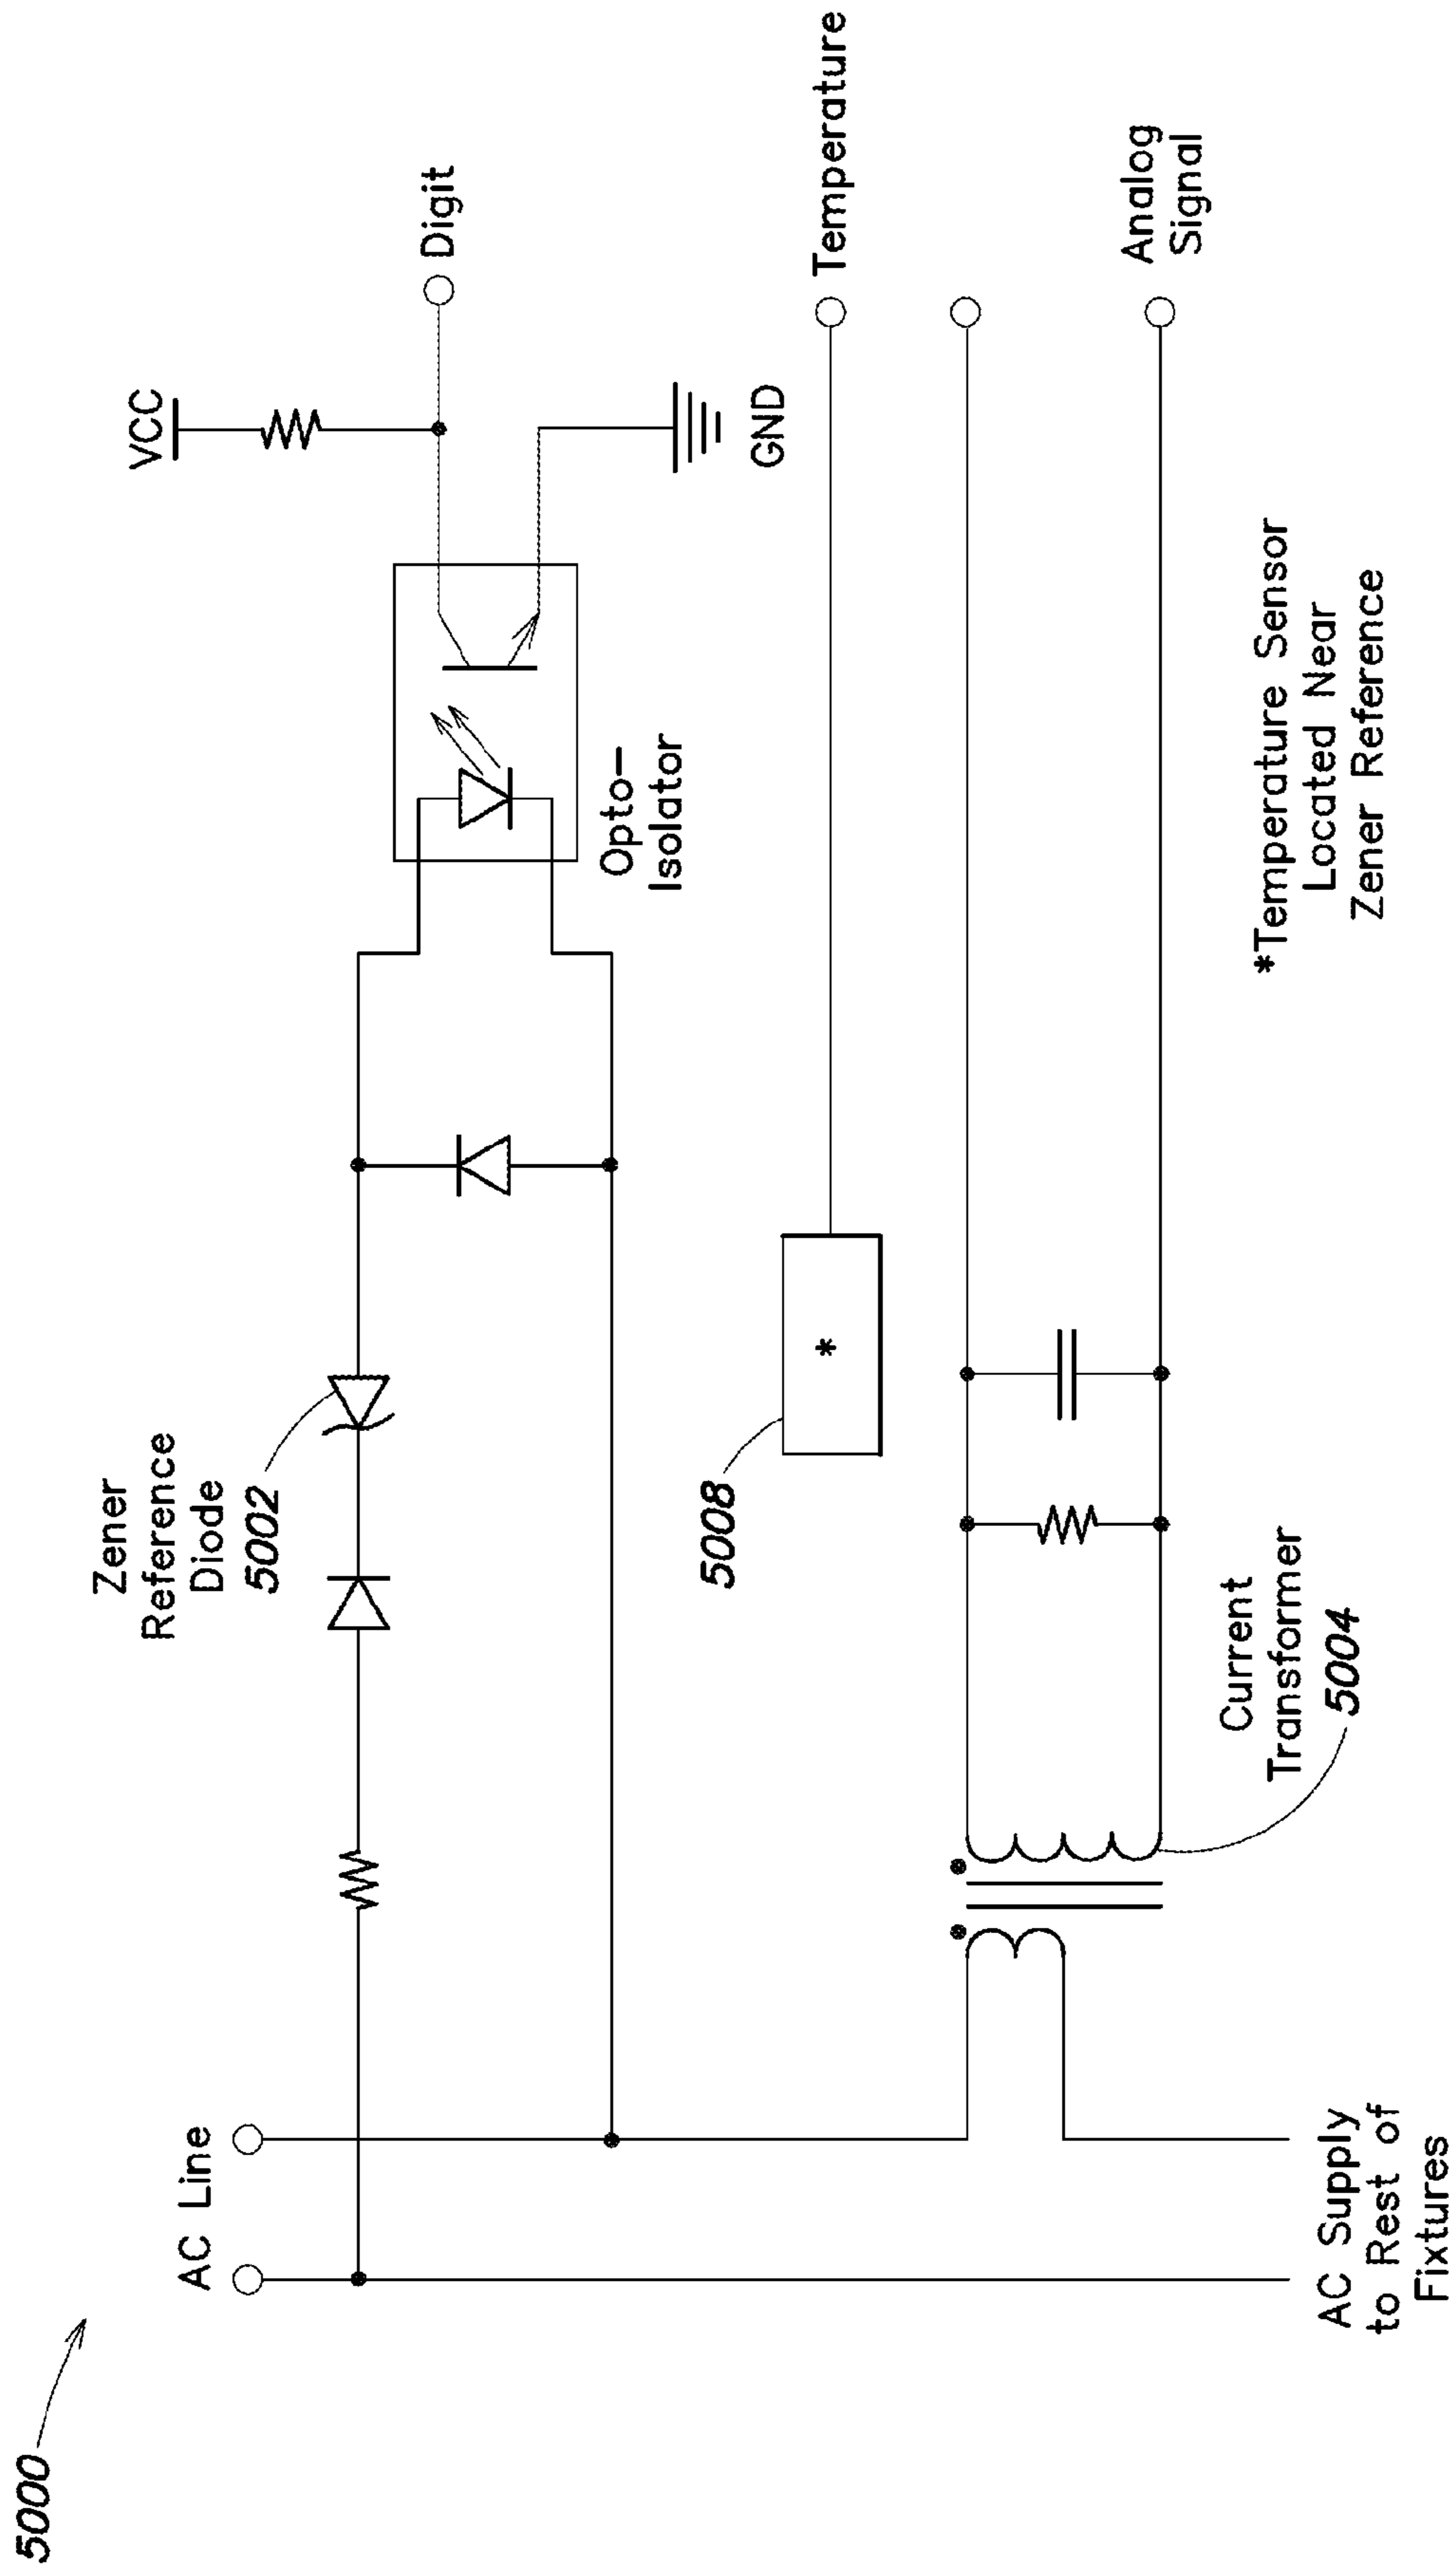 5000
AC Line
Zener
Reference
Diode
5002
VCC
Digit
Opto-
Isolator
GND
5008
*
Temperature
Current
Transformer
5004
Analog
Signal
*Temperature Sensor
Located Near
Zener Reference
AC Supply
to Rest of
Fixtures